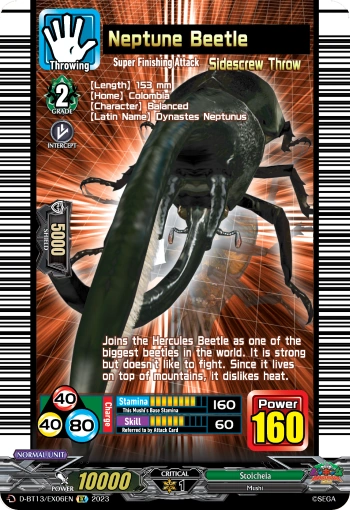 Neptune Beetle
Throwing
Super Finishing Attack Sidescrew Throw
2
GRADE
【Length】 153 mm
【Home】 Colombia
【Character】 Balanced
【Latin Name】 Dynastes Neptunus
INTERCEPT
5000
SHIELD
Joins the Hercules Beetle as one of the
biggest beetles in the world. It is strong
but doesn't like to fight. Since it lives
on top of mountains, it dislikes heat.
40
40 80
Charge
Stamina 160
This Mushi's Base Stamina
Skill 60
Referred to by Attack Card
Power
160
NORMAL UNIT
POWER 10000
CRITICAL
1
Stoicheia
Mushi
D-BT13/EX06EN EX 2023
©SEGA